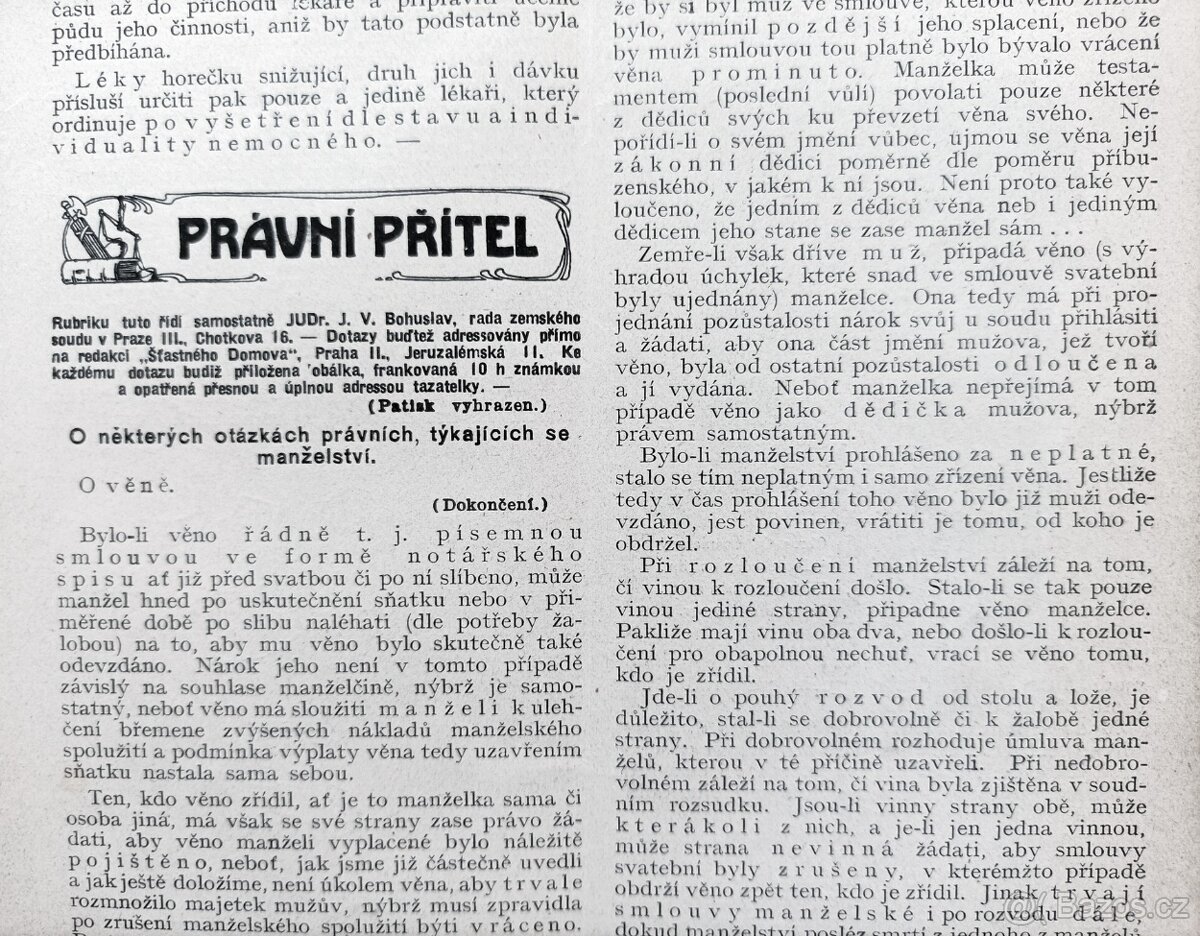 času až do příchodu lékaře a připraviti účelně
půdu jeho činnosti, aniž by tato podstatně byla
předbíhána.
Léky horečku snižující, druh jich i dávku
přísluší určiti pak pouze a jedině lékaři, který
ordinuje po vyšetření dle stavu a indi-
viduality nemocného. —
PRÁVNÍ PŘÍTEL
Rubriku tuto řídí samostatně JUDr. J. V. Bohuslav, rada zemského
soudu v Praze III., Chotkova 16. — Dotazy buďtež adressovány přímo
na redakci „Šťastného Domova“, Praha II., Jeruzalémská 11. Ke
každému dotazu budiž přiložena obálka, frankovaná 10 h známkou
a opatřená přesnou a úplnou adressou tazatelky. —
(Patisk vyhrazen.)
O některých otázkách právních, týkajících se
manželství.
O věně.
(Dokončení.)
Bylo-li věno řádně t. j. písemnou
smlouvou ve formě notářského
spisu ať již před svatbou či po ní slíbeno, může
manžel hned po uskutečnění sňatku nebo v při-
měřené době po slibu naléhati (dle potřeby ža-
lobou) na to, aby mu věno bylo skutečně také
odevzdáno. Nárok jeho není v tomto případě
závislý na souhlase manželčině, nýbrž je samo-
statný, neboť věno má sloužiti manželi k uleh-
čení břemene zvýšených nákladů manželského
spolužití a podmínka výplaty věna tedy uzavřením
sňatku nastala sama sebou.
Ten, kdo věno zřídil, ať je to manželka sama či
osoba jiná, má však se své strany zase právo žá-
dati, aby věno manželi vyplacené bylo náležitě
pojištěno, neboť, jak jsme již částečně uvedli
a jak ještě doložíme, není úkolem věna, aby trvale
rozmnožilo majetek mužův, nýbrž musí zpravidla
po zrušení manželského spolužití býti vráceno.
že by si byl muž ve smlouvě, kterou věno zřízeno
bylo, vymínil pozdější jeho splacení, nebo že
by muži smlouvou tou platně bylo bývalo vrácení
věna prominuto. Manželka může testa-
mentem (poslední vůlí) povolati pouze některé
z dědiců svých ku převzetí věna svého. Ne-
pořídí-li o svém jmění vůbec, ujmou se věna její
zákonní dědici poměrně dle poměru příbu-
zenského, v jakém k ní jsou. Není proto také vy-
loučeno, že jedním z dědiců věna neb i jediným
dědicem jeho stane se zase manžel sám . . .
Zemře-li však dříve muž, připadá věno (s vý-
hradou úchylek, které snad ve smlouvě svatební
byly ujednány) manželce. Ona tedy má při pro-
jednání pozůstalosti nárok svůj u soudu přihlásiti
a žádati, aby ona část jmění mužova, jež tvoří
věno, byla od ostatní pozůstalosti odloučena
a jí vydána. Neboť manželka nepřejímá v tom
případě věno jako dědička mužova, nýbrž
právem samostatným.
Bylo-li manželství prohlášeno za neplatné,
stalo se tím neplatným i samo zřízení věna. Jestliže
tedy v čas prohlášení toho věno bylo již muži ode-
vzdáno, jest povinen, vrátiti je tomu, od koho je
obdržel.
Při rozloučení manželství záleží na tom,
čí vinou k rozloučení došlo. Stalo-li se tak pouze
vinou jediné strany, připadne věno manželce.
Pakliže mají vinu oba dva, nebo došlo-li k rozlou-
čení pro obapolnou nechuť, vrací se věno tomu,
kdo je zřídil.
Jde-li o pouhý rozvod od stolu a lože, je
důležito, stal-li se dobrovolně či k žalobě jedné
strany. Při dobrovolném rozhoduje úmluva man-
želů, kterou v té příčině uzavřeli. Při nedobro-
volném záleží na tom, čí vina byla zjištěna v soud-
ním rozsudku. Jsou-li vinny strany obě, může
kterákoli z nich, a je-li jen jedna vinnou,
může strana nevinná žádati, aby smlouvy
svatební byly zrušeny, v kterémžto případě
obdrží věno zpět ten, kdo je zřídil. Jinak trvají
smlouvy manželské i po rozvodu dále,
dokud manželství posléz smrtí z jednoho z manželů
Bazos.cz